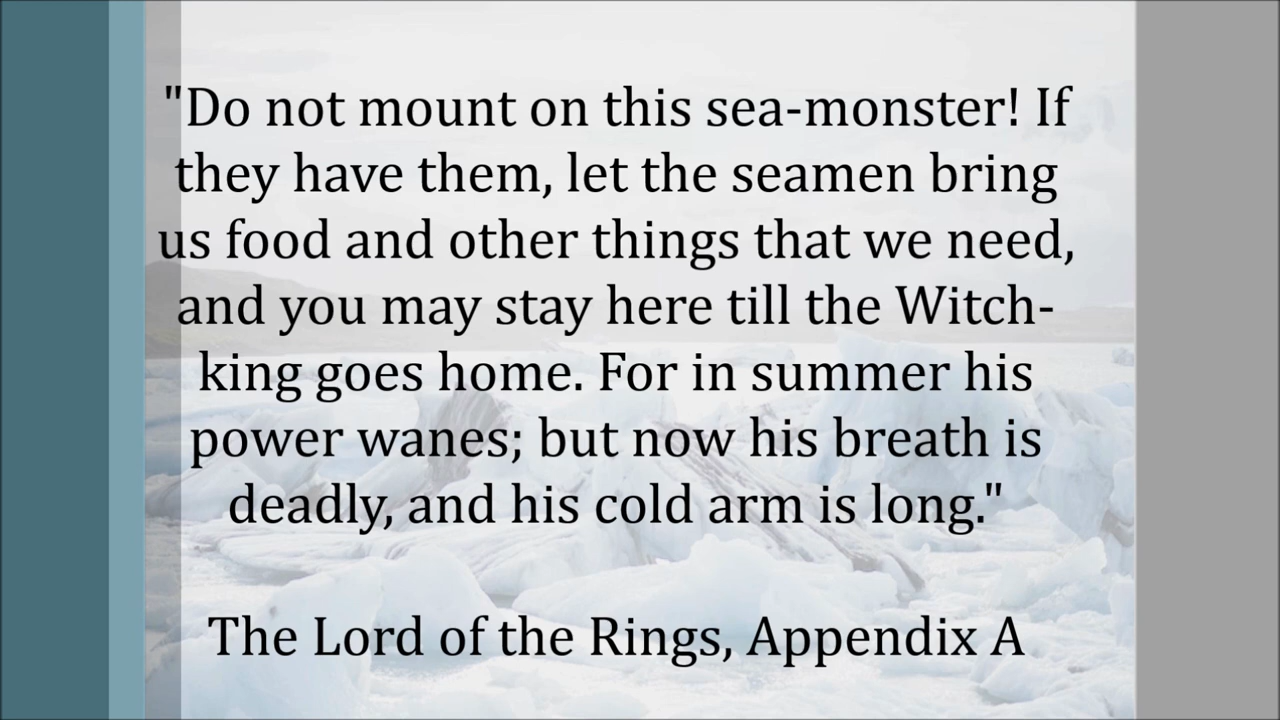 "Do not mount on this sea-monster! If
they have them, let the seamen bring
us food and other things that we need,
and you may stay here till the Witch-
king goes home. For in summer his
power wanes; but now his breath is
deadly, and his cold arm is long."
The Lord of the Rings, Appendix A